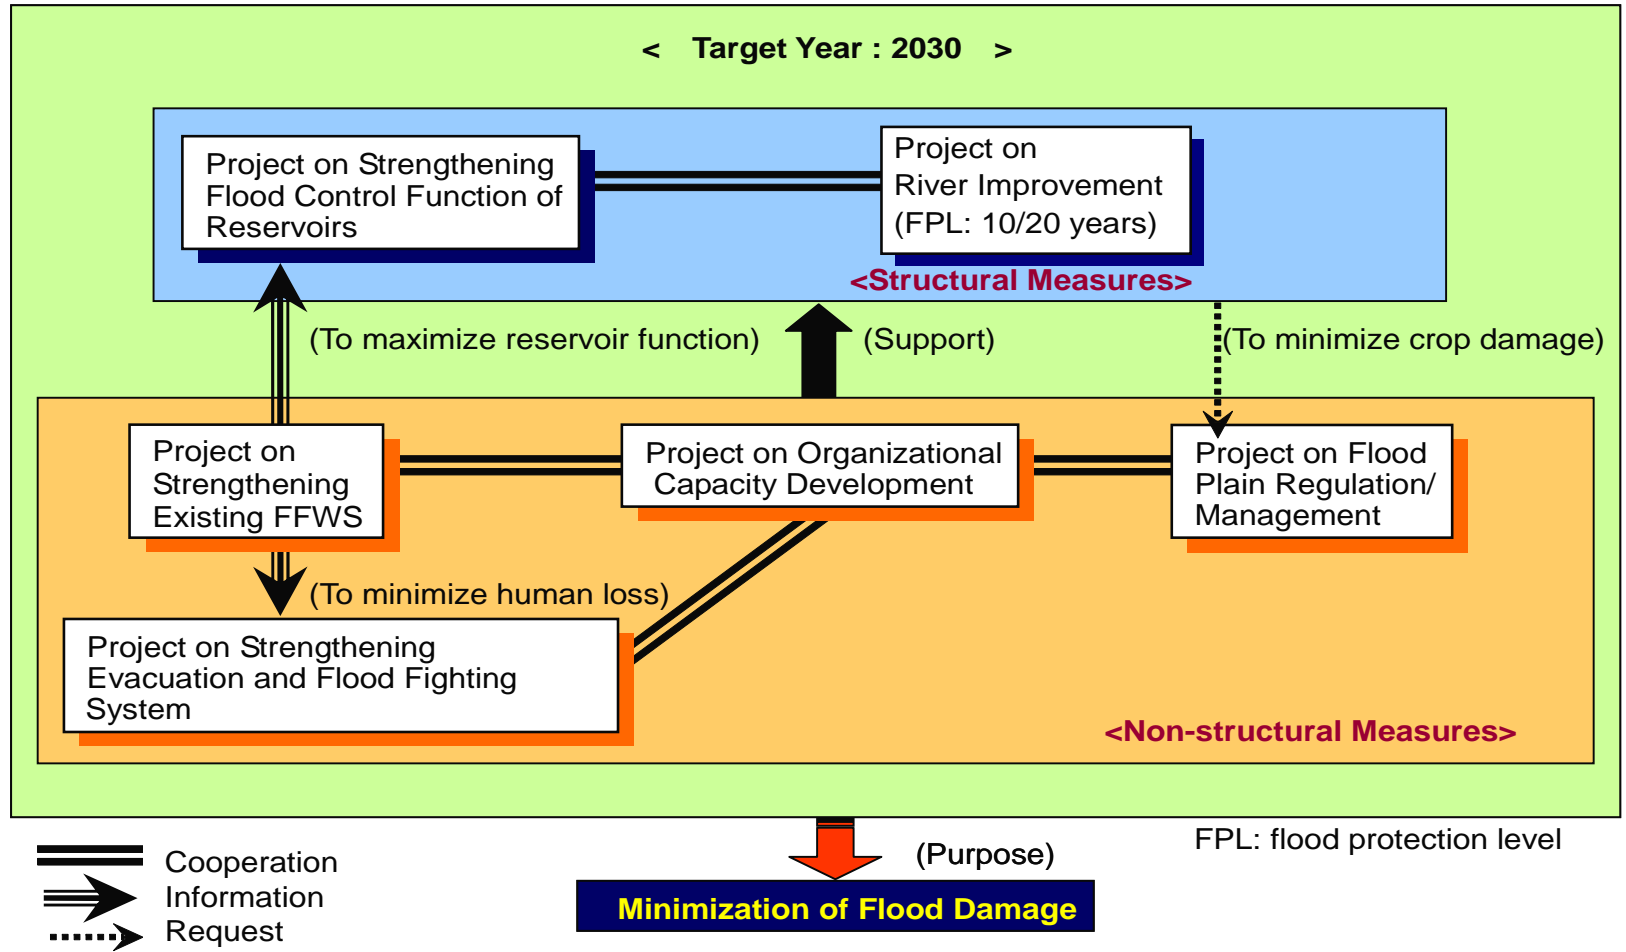 < Target Year : 2030 >
Project on Strengthening
Flood Control Function of
Reservoirs
Project on
River Improvement
(FPL: 10/20 years)
<Structural Measures>
(To maximize reservoir function)
(Support)
(To minimize crop damage)
Project on
Strengthening
Existing FFWS
Project on Organizational
Capacity Development
Project on Flood
Plain Regulation/
Management
(To minimize human loss)
Project on Strengthening
Evacuation and Flood Fighting
System
<Non-structural Measures>
FPL: flood protection level
(Purpose)
Minimization of Flood Damage
Cooperation
Information
Request